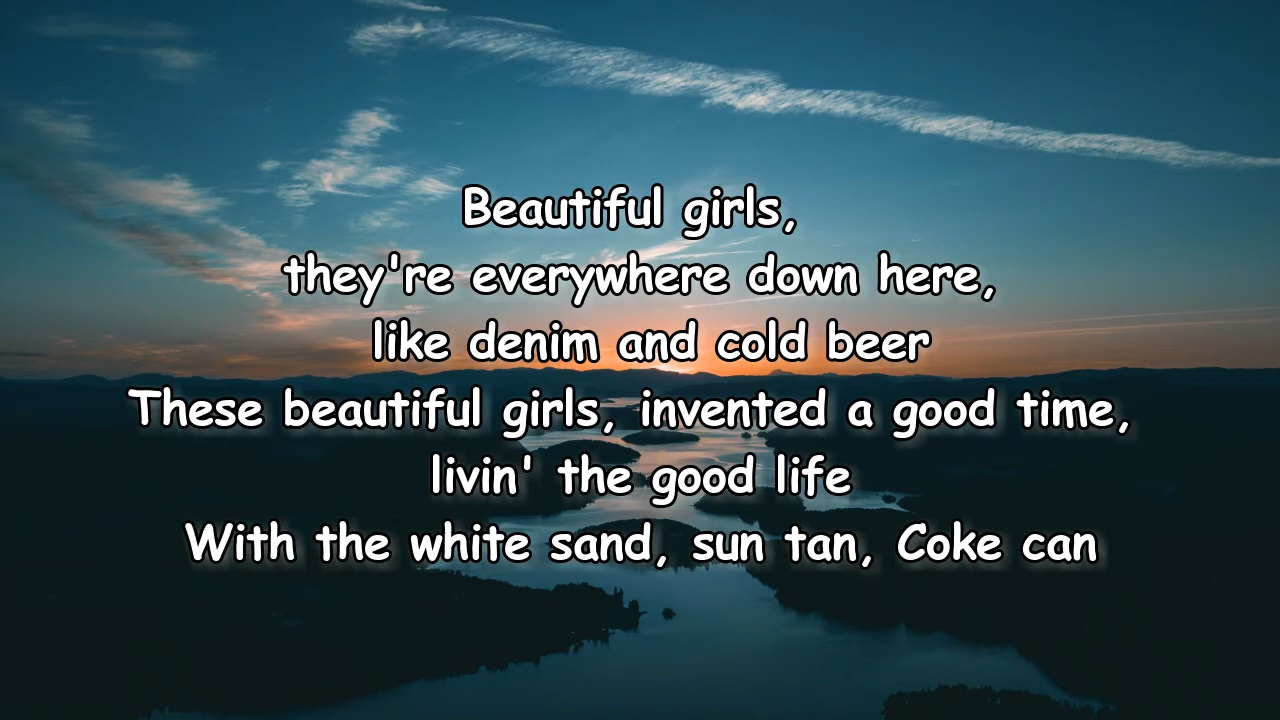 Beautiful girls,
they're everywhere down here,
like denim and cold beer
These beautiful girls, invented a good time,
livin' the good life
With the white sand, sun tan, Coke can